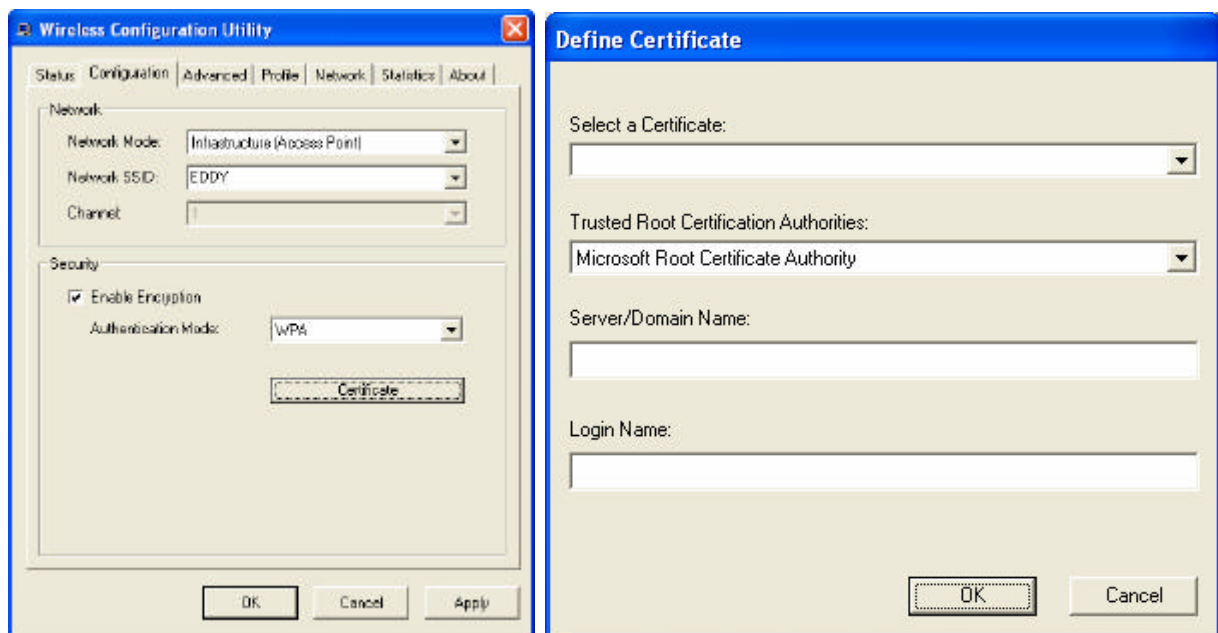 Wireless Configuration Utility
Status Configuration Advanced Profile Network Statistics About
Network
Network Mode: Infrastructure (Access Point)
Network SSID: EDDY
Channel 1
Security
Enable Encryption
Authentication Mode: WPA
Certificate
OK Cancel Apply
Define Certificate
Select a Certificate:
Trusted Root Certification Authorities:
Microsoft Root Certificate Authority
Server/Domain Name:
Login Name:
OK Cancel